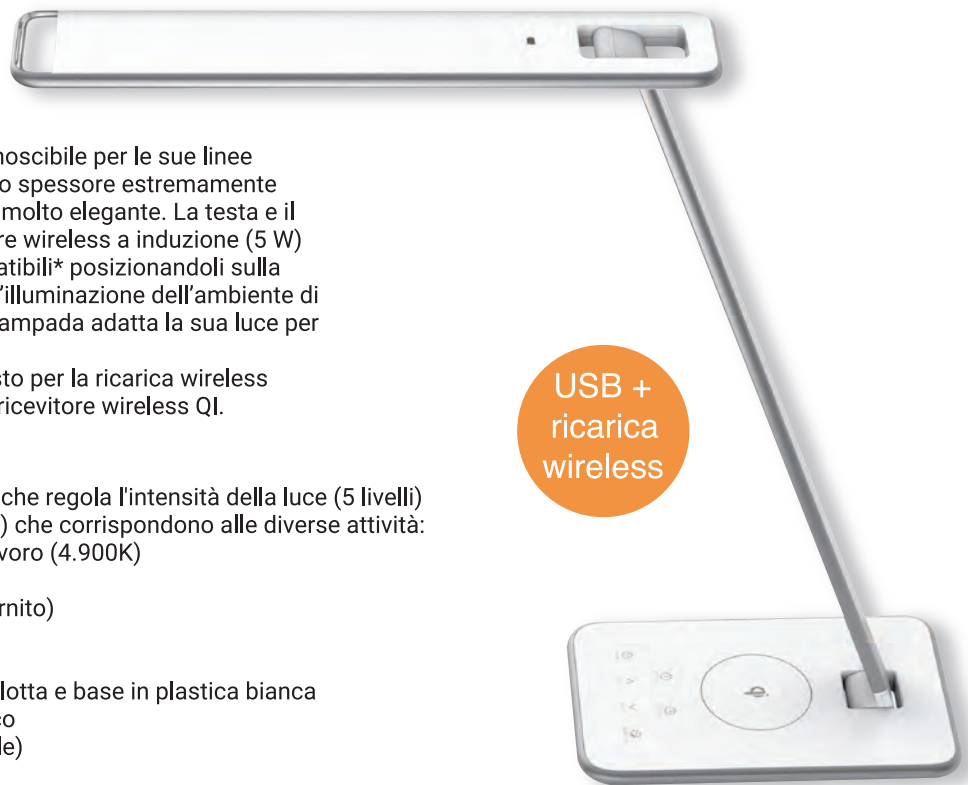 noscibile per le sue linee
o spessore estremamente
molto elegante. La testa e il
re wireless a induzione (5 W)
atibili* posizionandoli sulla
l'illuminazione dell'ambiente di
ampada adatta la sua luce per
sto per la ricarica wireless
ricevitore wireless QI.
che regola l'intensità della luce (5 livelli)
) che corrispondono alle diverse attività:
voro (4.900K)
rnito)
lotta e base in plastica bianca
co
le)
USB +
ricarica
wireless